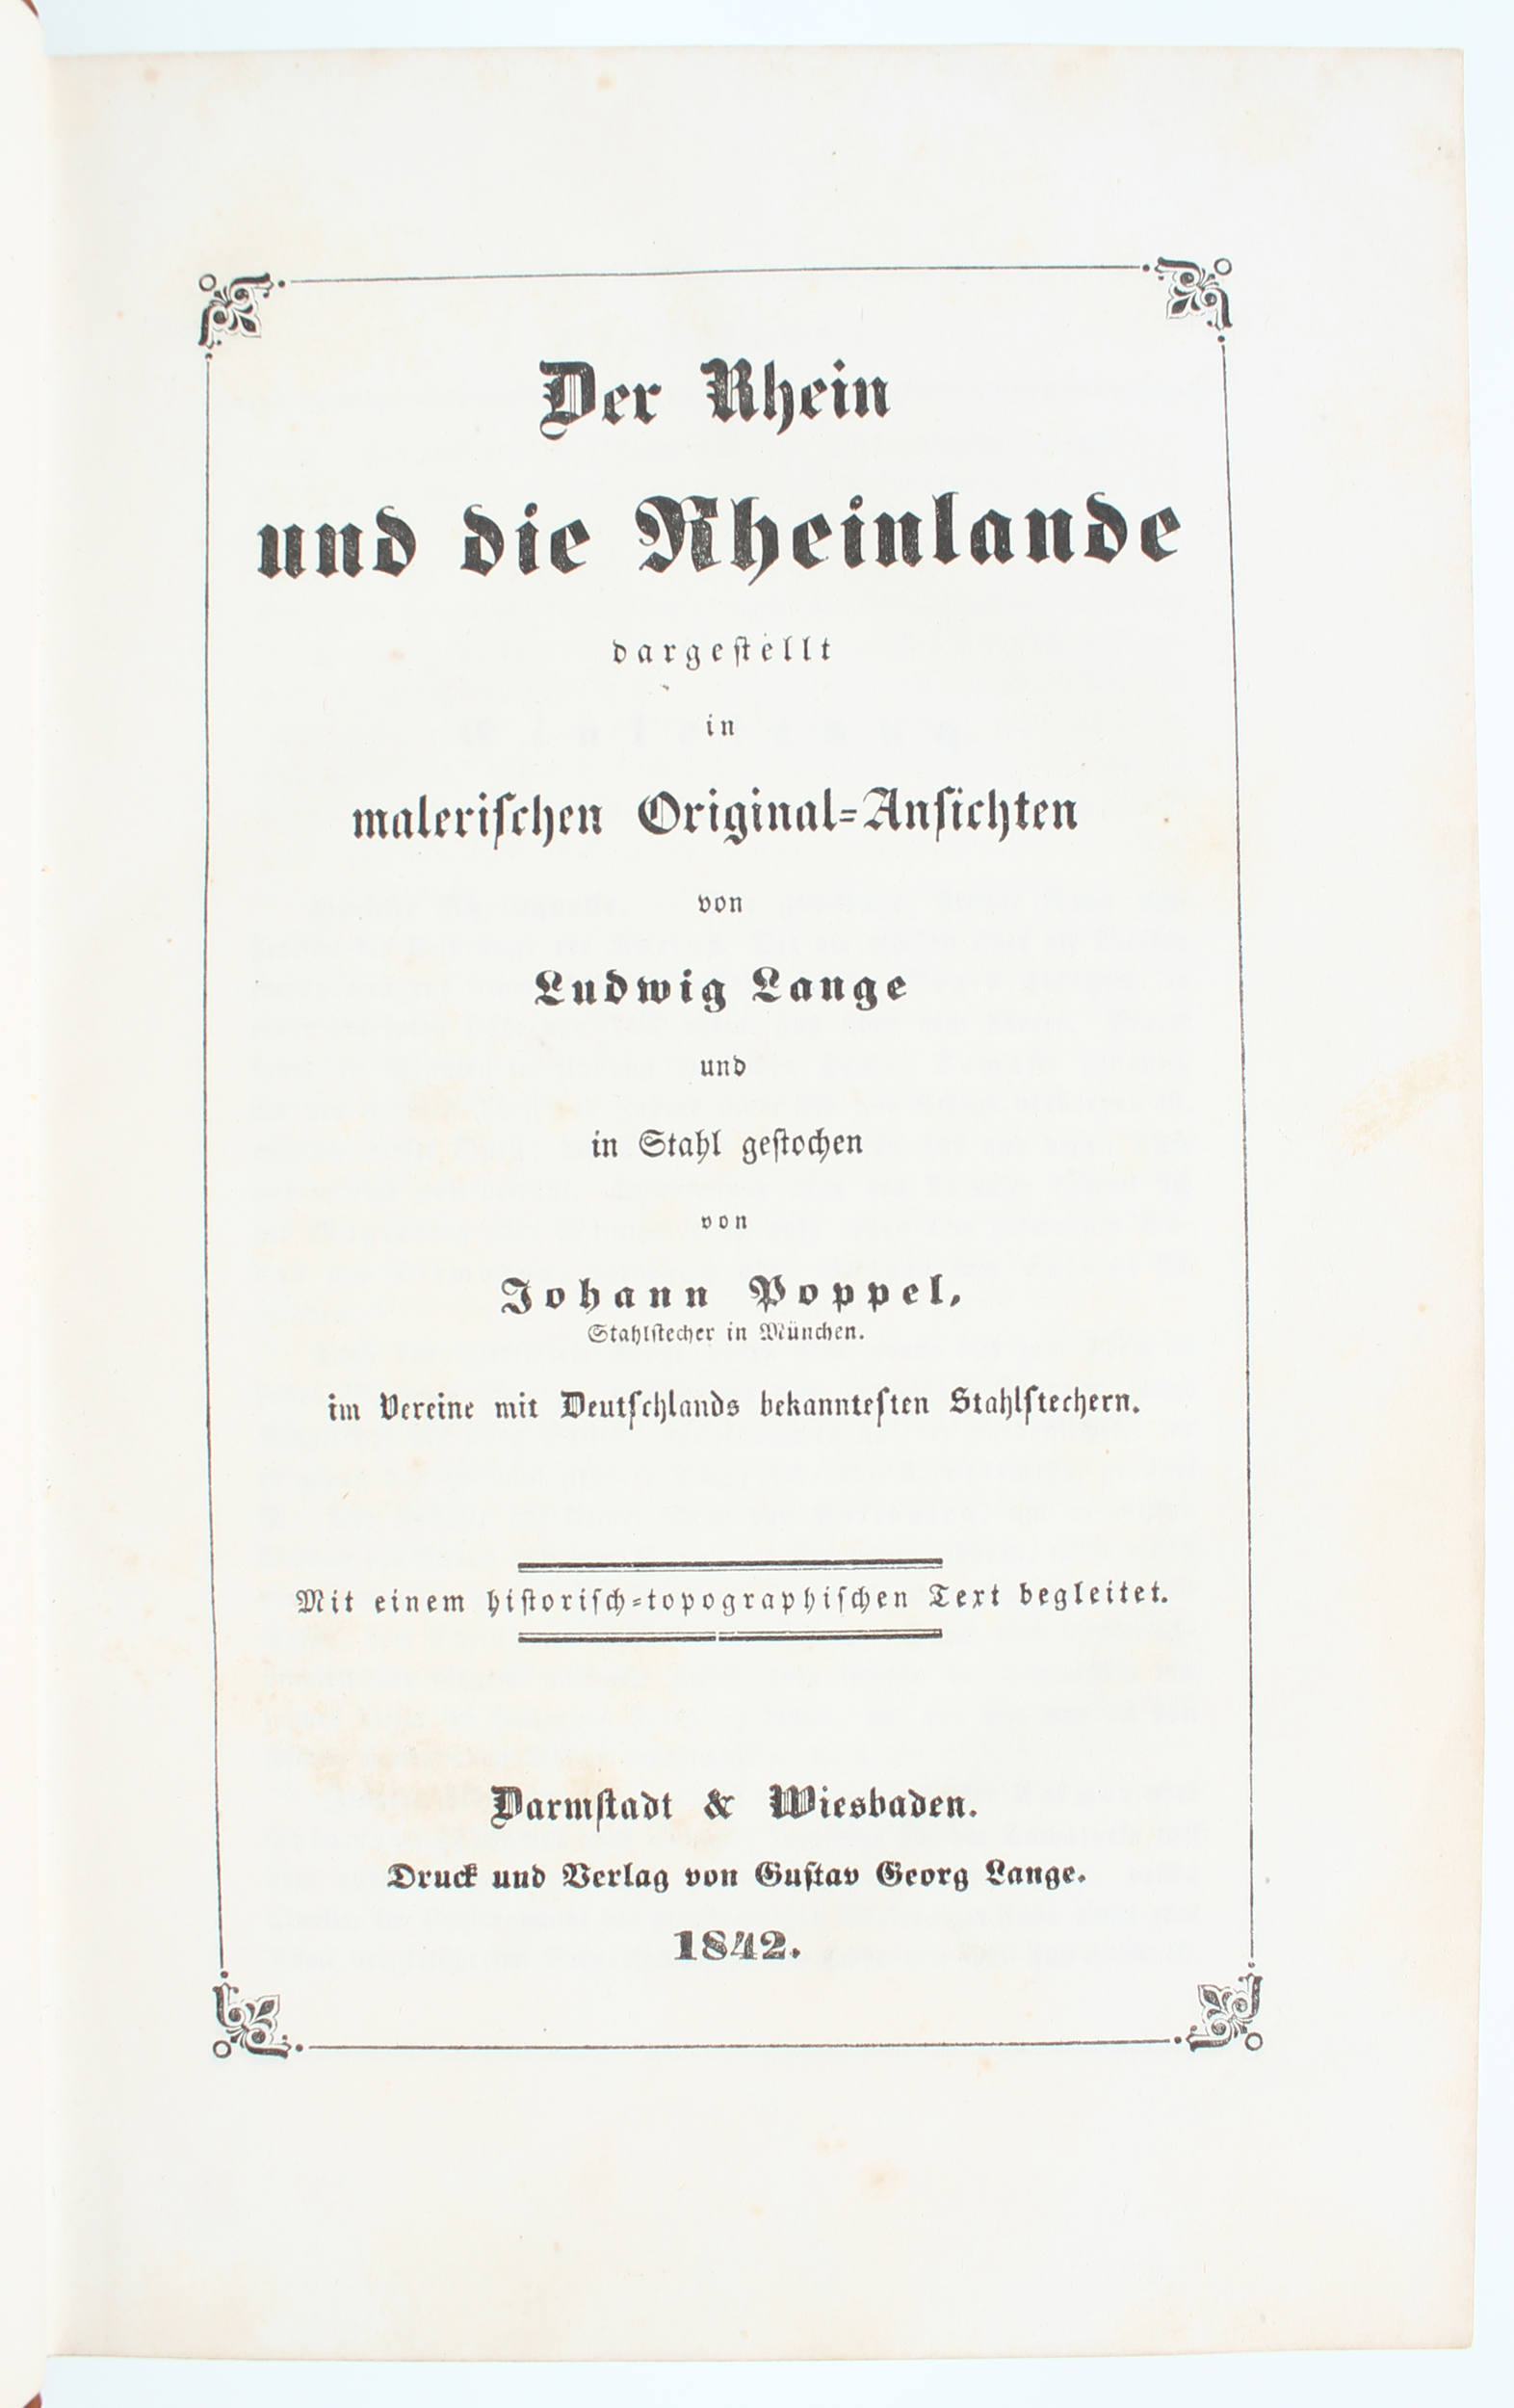 Der Rhein
und die Rheinlande
dargestellt
in
malerischen Original-Ansichten
von
Ludwig Lange
und
in Stahl gestochen
von
Johann Poppel,
Stahlstecher in München.
im Vereine mit Deutschlands bekanntesten Stahlstechern.
Mit einem historisch-topographischen Text begleitet.
Darmstadt & Wiesbaden.
Druck und Verlag von Gustav Georg Lange.
1842.